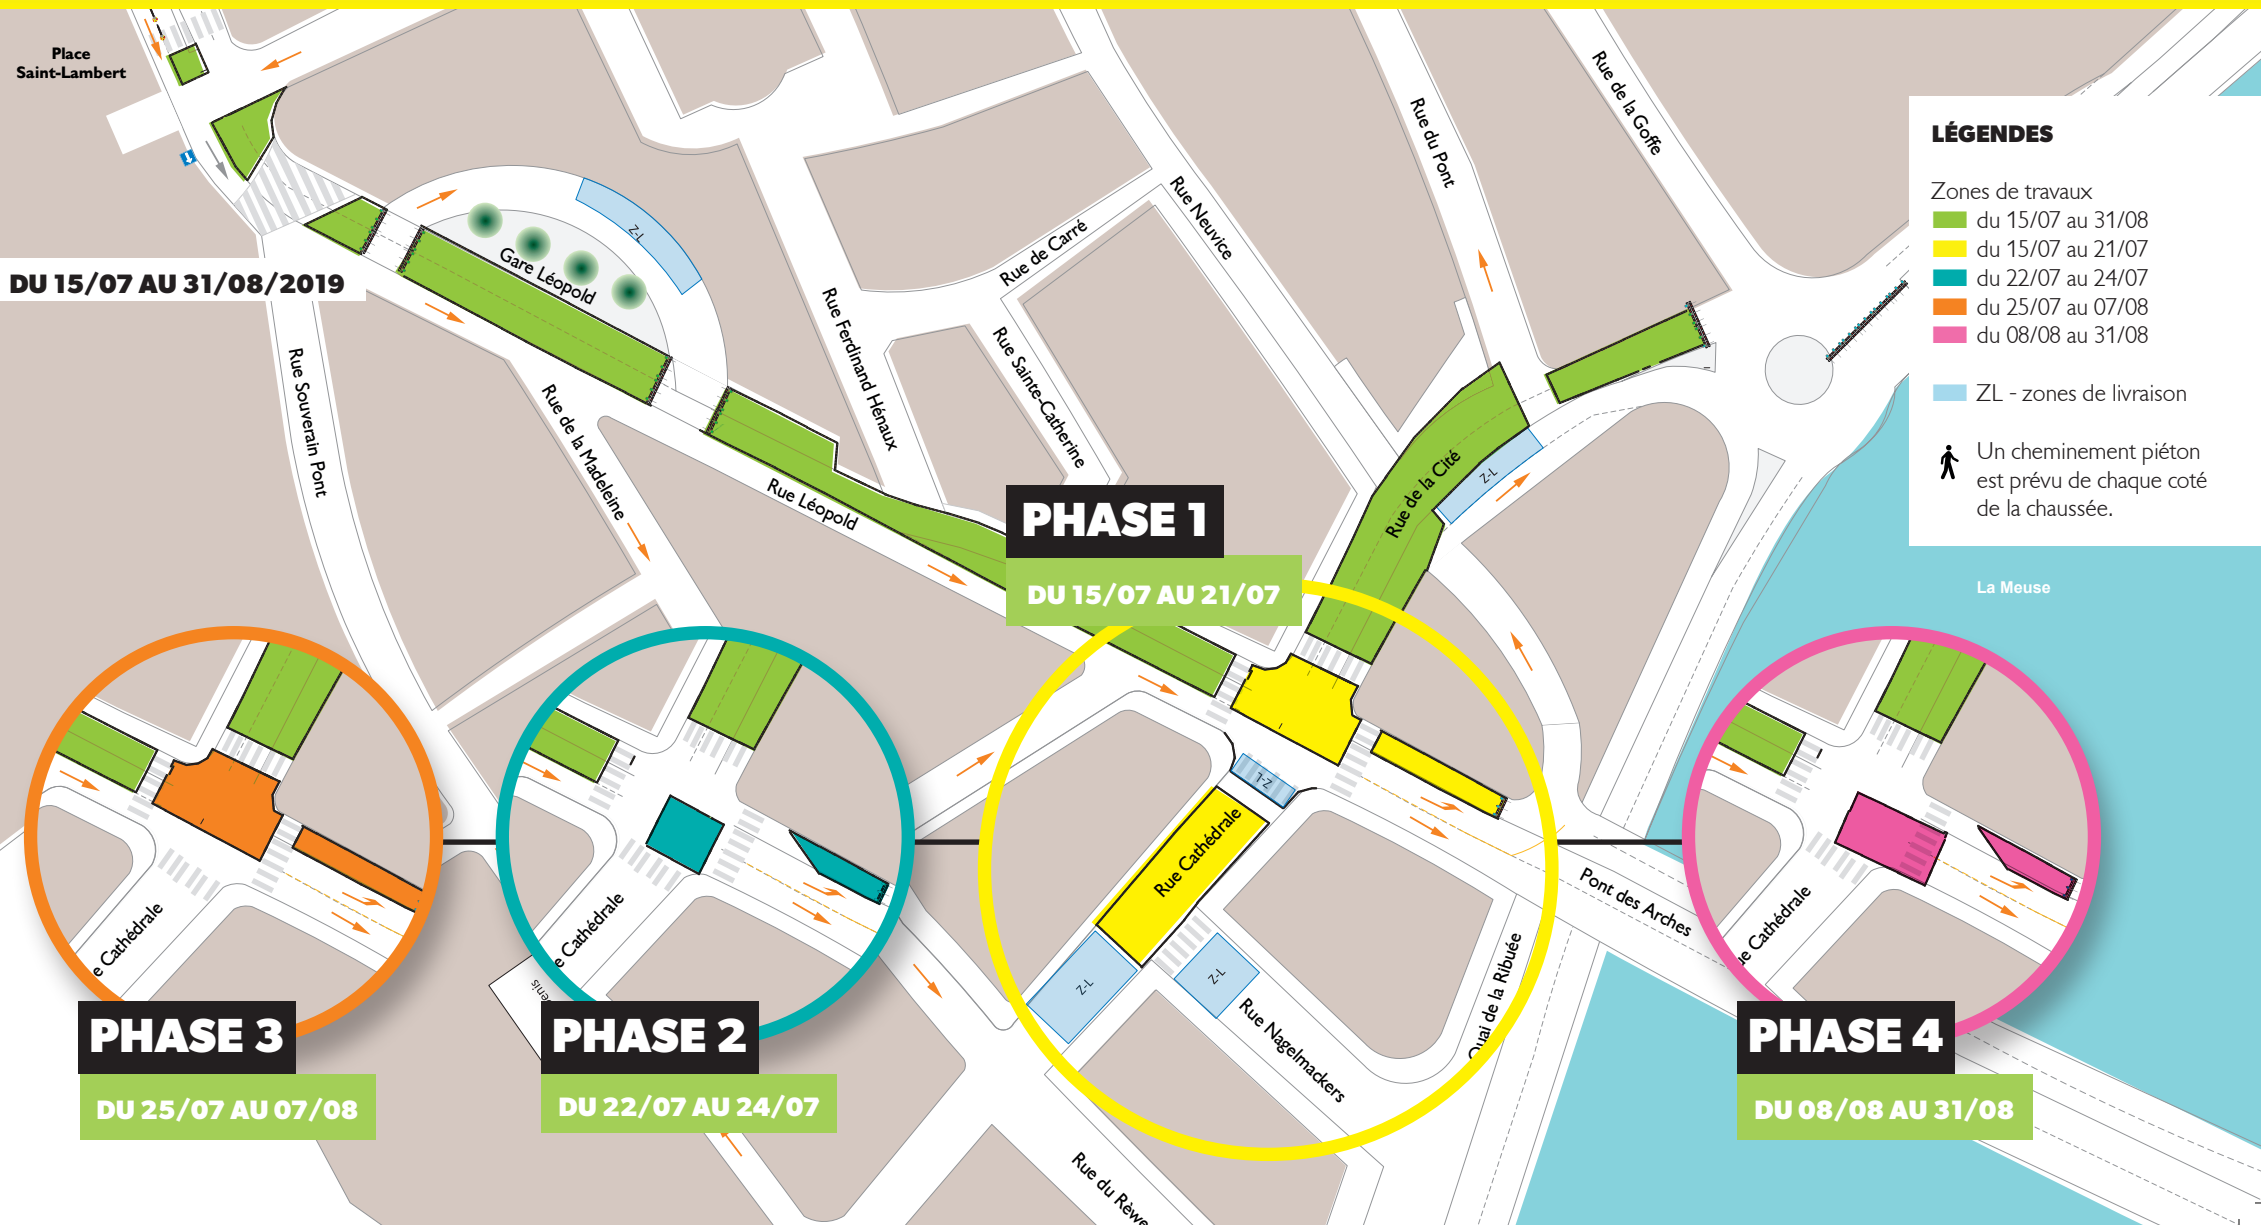 Place
Saint-Lambert
DU 15/07 AU 31/08/2019
Gare Léopold
Z-L
Rue Souverain Pont
Rue de la Madeleine
Rue Léopold
Rue Ferdinand Hénaux
Rue de Carré
Rue Sainte-Catherine
Rue Neuvice
Rue du Pont
Rue de la Goffe
Rue de la Cité
Z-L
LÉGENDES
Zones de travaux
du 15/07 au 31/08
du 15/07 au 21/07
du 22/07 au 24/07
du 25/07 au 07/08
du 08/08 au 31/08
ZL - zones de livraison
Un cheminement piéton
est prévu de chaque coté
de la chaussée.
La Meuse
PHASE 1
DU 15/07 AU 21/07
Z-L
Rue Cathédrale
Z-L
Z-L
Rue Nagelmackers
Quai de la Ribuée
Pont des Arches
Rue du Rèwe
e Cathédrale
PHASE 3
DU 25/07 AU 07/08
e Cathédrale
enis
PHASE 2
DU 22/07 AU 24/07
ue Cathédrale
PHASE 4
DU 08/08 AU 31/08